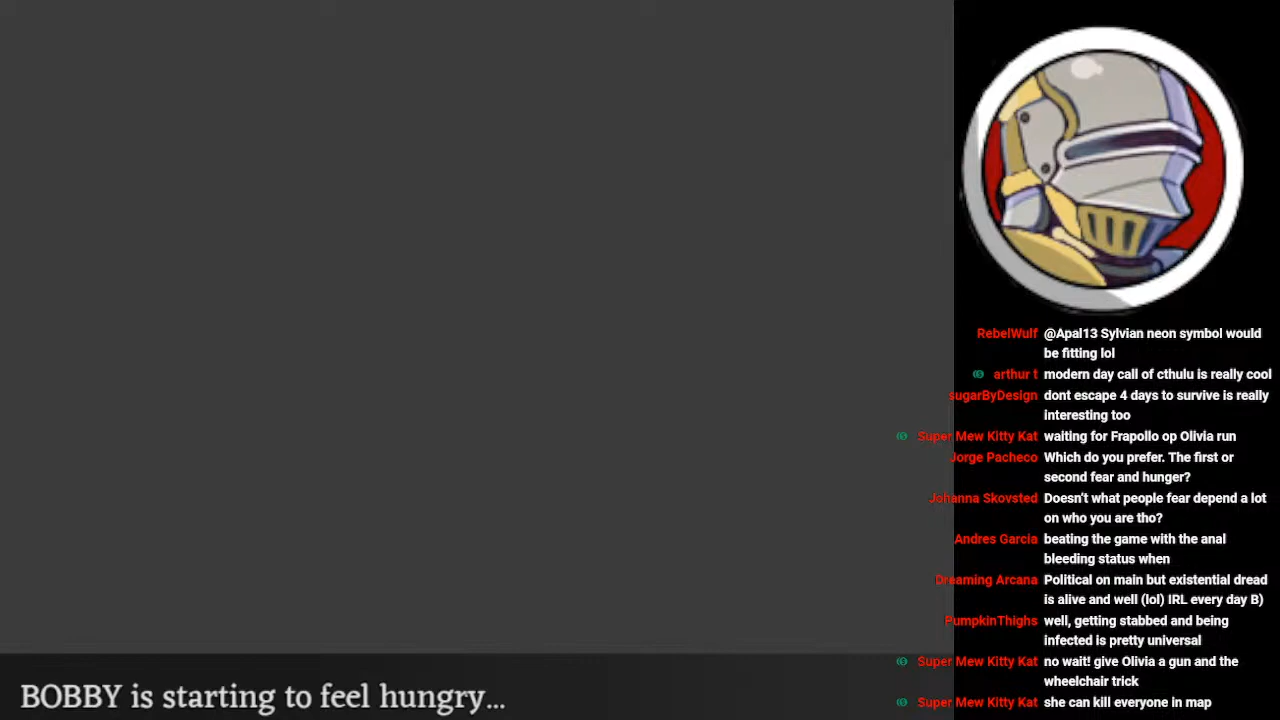 RebelWulf @Apal13 Sylvian neon symbol would
be fitting lol
arthur t modern day call of cthulu is really cool
sugarByDesign dont escape 4 days to survive is really
interesting too
Super Mew Kitty Kat waiting for Frapollo op Olivia run
Jorge Pacheco Which do you prefer. The first or
second fear and hunger?
Johanna Skovsted Doesn't what people fear depend a lot
on who you are tho?
Andres Garcia beating the game with the anal
bleeding status when
Dreaming Arcana Political on main but existential dread
is alive and well (lol) IRL every day B)
PumpkinThighs well, getting stabbed and being
infected is pretty universal
Super Mew Kitty Kat no wait! give Olivia a gun and the
wheelchair trick
Super Mew Kitty Kat she can kill everyone in map
BOBBY is starting to feel hungry...